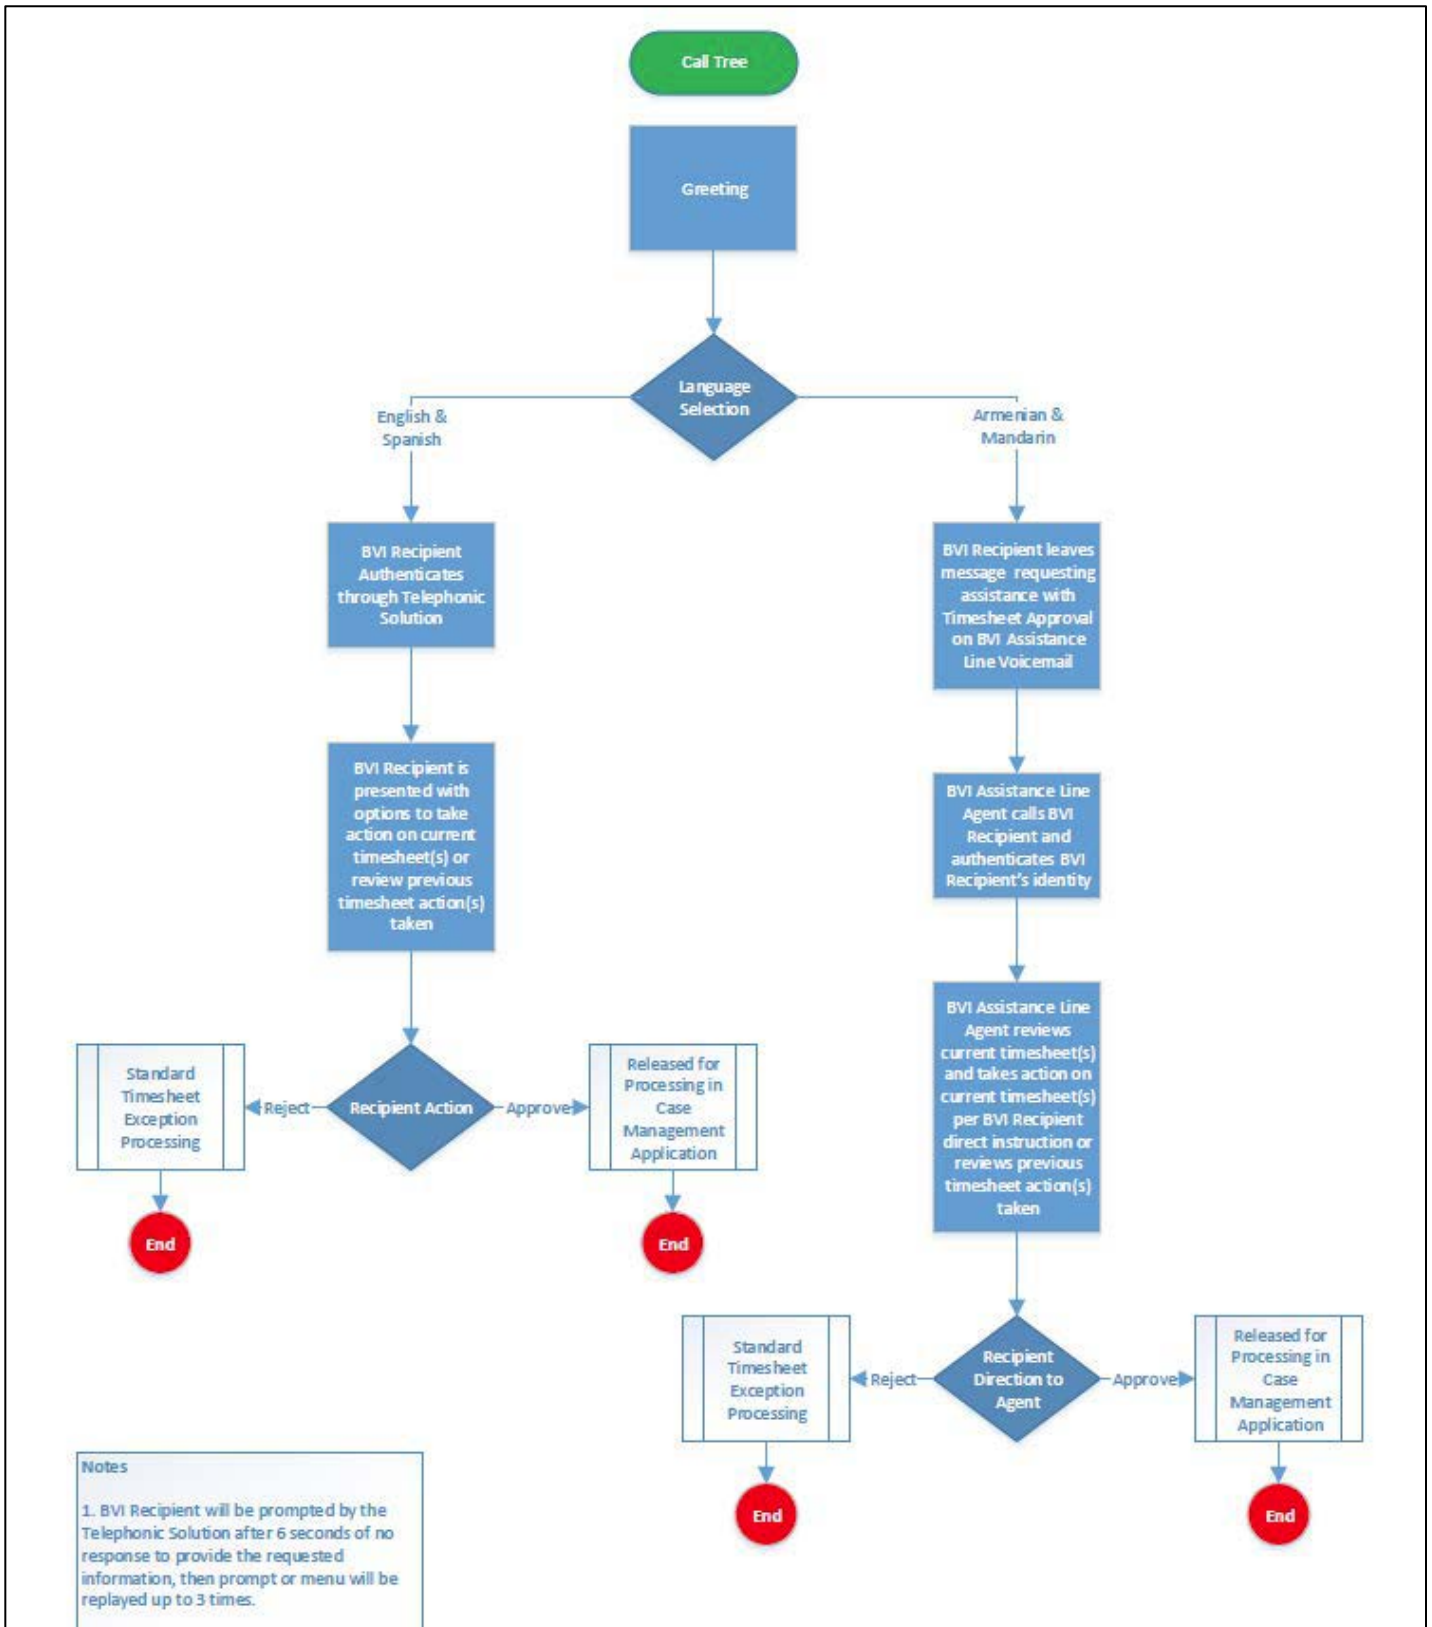 Call Tree
Greeting
Language
Selection
English &
Spanish
Armenian &
Mandarin
BVI Recipient
Authenticates
through Telephonic
Solution
BVI Recipient leaves
message requesting
assistance with
Timesheet Approval
on BVI Assistance
Line Voicemail
BVI Recipient is
presented with
options to take
action on current
timesheet(s) or
review previous
timesheet action(s)
taken
BVI Assistance Line
Agent calls BVI
Recipient and
authenticates BVI
Recipient's identity
BVI Assistance Line
Agent reviews
current timesheet(s)
and takes action on
current timesheet(s)
per BVI Recipient
direct instruction or
reviews previous
timesheet action(s)
taken
Standard
Timesheet
Exception
Processing
Reject
Recipient Action
Approve
Released for
Processing in
Case
Management
Application
End
End
Standard
Timesheet
Exception
Processing
Reject
Recipient
Direction to
Agent
Approve
Released for
Processing in
Case
Management
Application
End
End
Notes
1. BVI Recipient will be prompted by the
Telephonic Solution after 6 seconds of no
response to provide the requested
information, then prompt or menu will be
replayed up to 3 times.